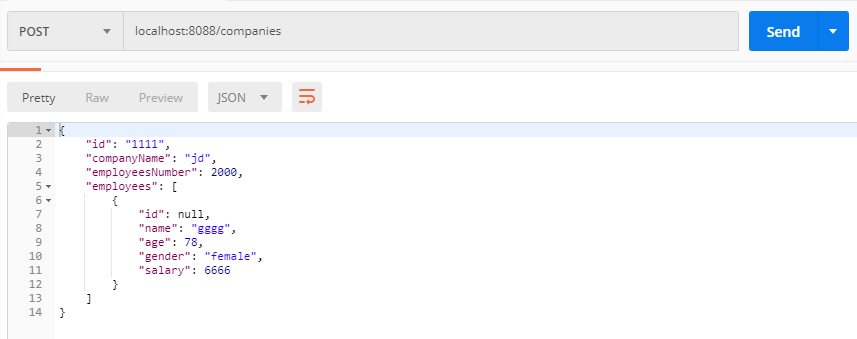 POST localhost:8088/companies Send
Pretty Raw Preview JSON
1 {
2 "id": "1111",
3 "companyName": "jd",
4 "employeesNumber": 2000,
5 "employees": [
6 {
7 "id": null,
8 "name": "gggg",
9 "age": 78,
10 "gender": "female",
11 "salary": 6666
12 }
13 ]
14 }